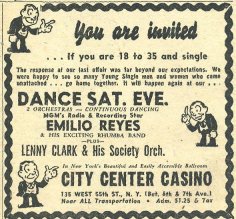 You are invited
. . . If you are 18 to 35 and single
The response at our last affair was far beyond our expectations. We
were happy to see so many Young Single men and women who came
unattached . . . go home together. It will happen again at our . . .
DANCE SAT. EVE.
2 ORCHESTRAS — CONTINUOUS DANCING
MGM's Radio & Recording Star
EMILIO REYES
& HIS EXCITING RHUMBA BAND
—PLUS—
LENNY CLARK & His Society Orch.
In New York's Beautiful and Easily Accessible Ballroom
CITY CENTER CASINO
135 WEST 55th ST., N. Y. (Bet. 6th & 7th Aves.)
Near ALL Transportation • Adm. $1.25 & Tax